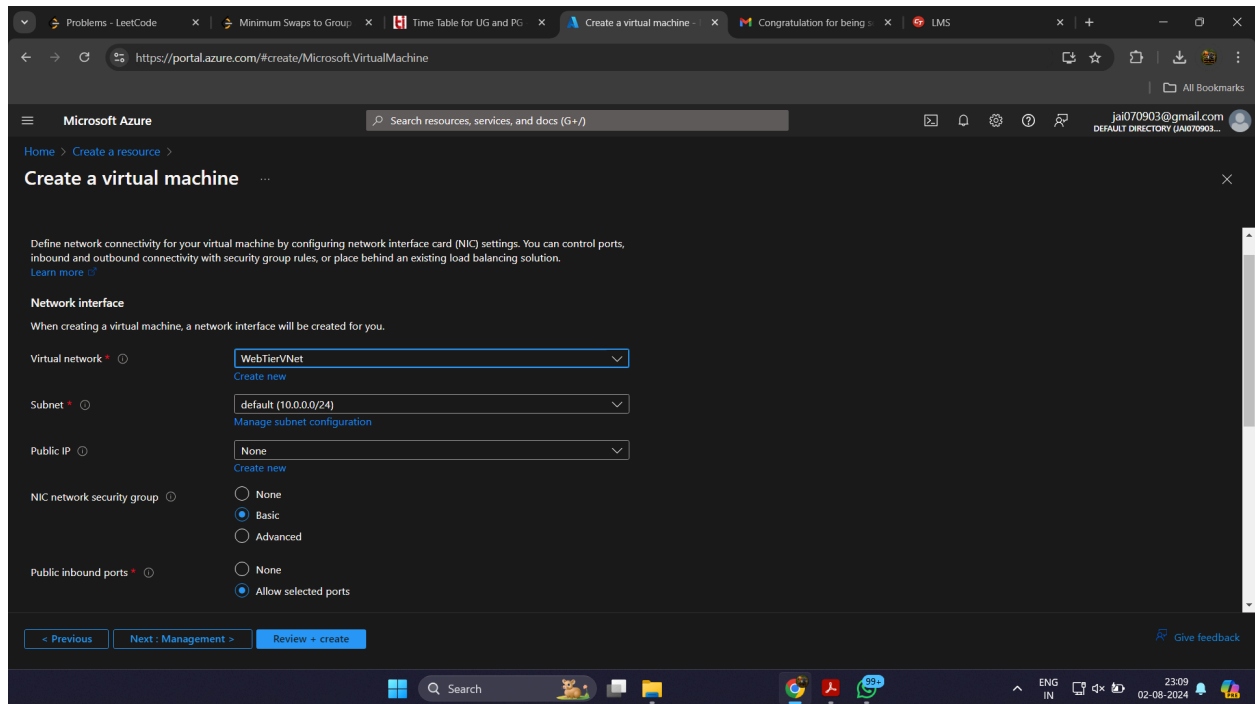 Problems - LeetCode
Minimum Swaps to Group
Time Table for UG and PG
Create a virtual machine -
Congratulation for being s
LMS
https://portal.azure.com/#create/Microsoft.VirtualMachine
All Bookmarks
Microsoft Azure
Search resources, services, and docs (G+/)
jai070903@gmail.com
DEFAULT DIRECTORY (JAI070903...
Home > Create a resource >
Create a virtual machine ...
Define network connectivity for your virtual machine by configuring network interface card (NIC) settings. You can control ports,
inbound and outbound connectivity with security group rules, or place behind an existing load balancing solution.
Learn more
Network interface
When creating a virtual machine, a network interface will be created for you.
Virtual network *
WebTierVNet
Create new
Subnet *
default (10.0.0.0/24)
Manage subnet configuration
Public IP
None
Create new
NIC network security group
None
Basic
Advanced
Public inbound ports *
None
Allow selected ports
< Previous
Next : Management >
Review + create
Give feedback
Search
99+
ENG
IN
23:09
02-08-2024